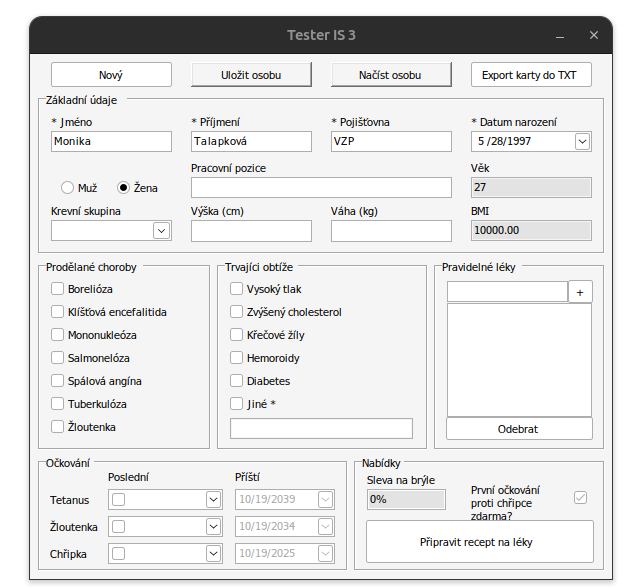 Tester IS 3
Nový
Uložit osobu
Načíst osobu
Export karty do TXT
Základní údaje
* Jméno
* Příjmení
* Pojišťovna
* Datum narození
Monika
Talapková
VZP
5 /28/1997
Muž
Žena
Pracovní pozice
Věk
27
Krevní skupina
Výška (cm)
Váha (kg)
BMI
10000.00
Prodělané choroby
Borelióza
Klíšťová encefalitida
Mononukleóza
Salmonelóza
Spálová angína
Tuberkulóza
Žloutenka
Trvajíci obtíže
Vysoký tlak
Zvýšený cholesterol
Křečové žíly
Hemoroidy
Diabetes
Jiné *
Pravidelné léky
+
Odebrat
Očkování
Poslední
Příští
Tetanus
10/19/2039
Žloutenka
10/19/2034
Chřipka
10/19/2025
Nabídky
Sleva na brýle
0%
První očkování
proti chřipce
zdarma?
Připravit recept na léky